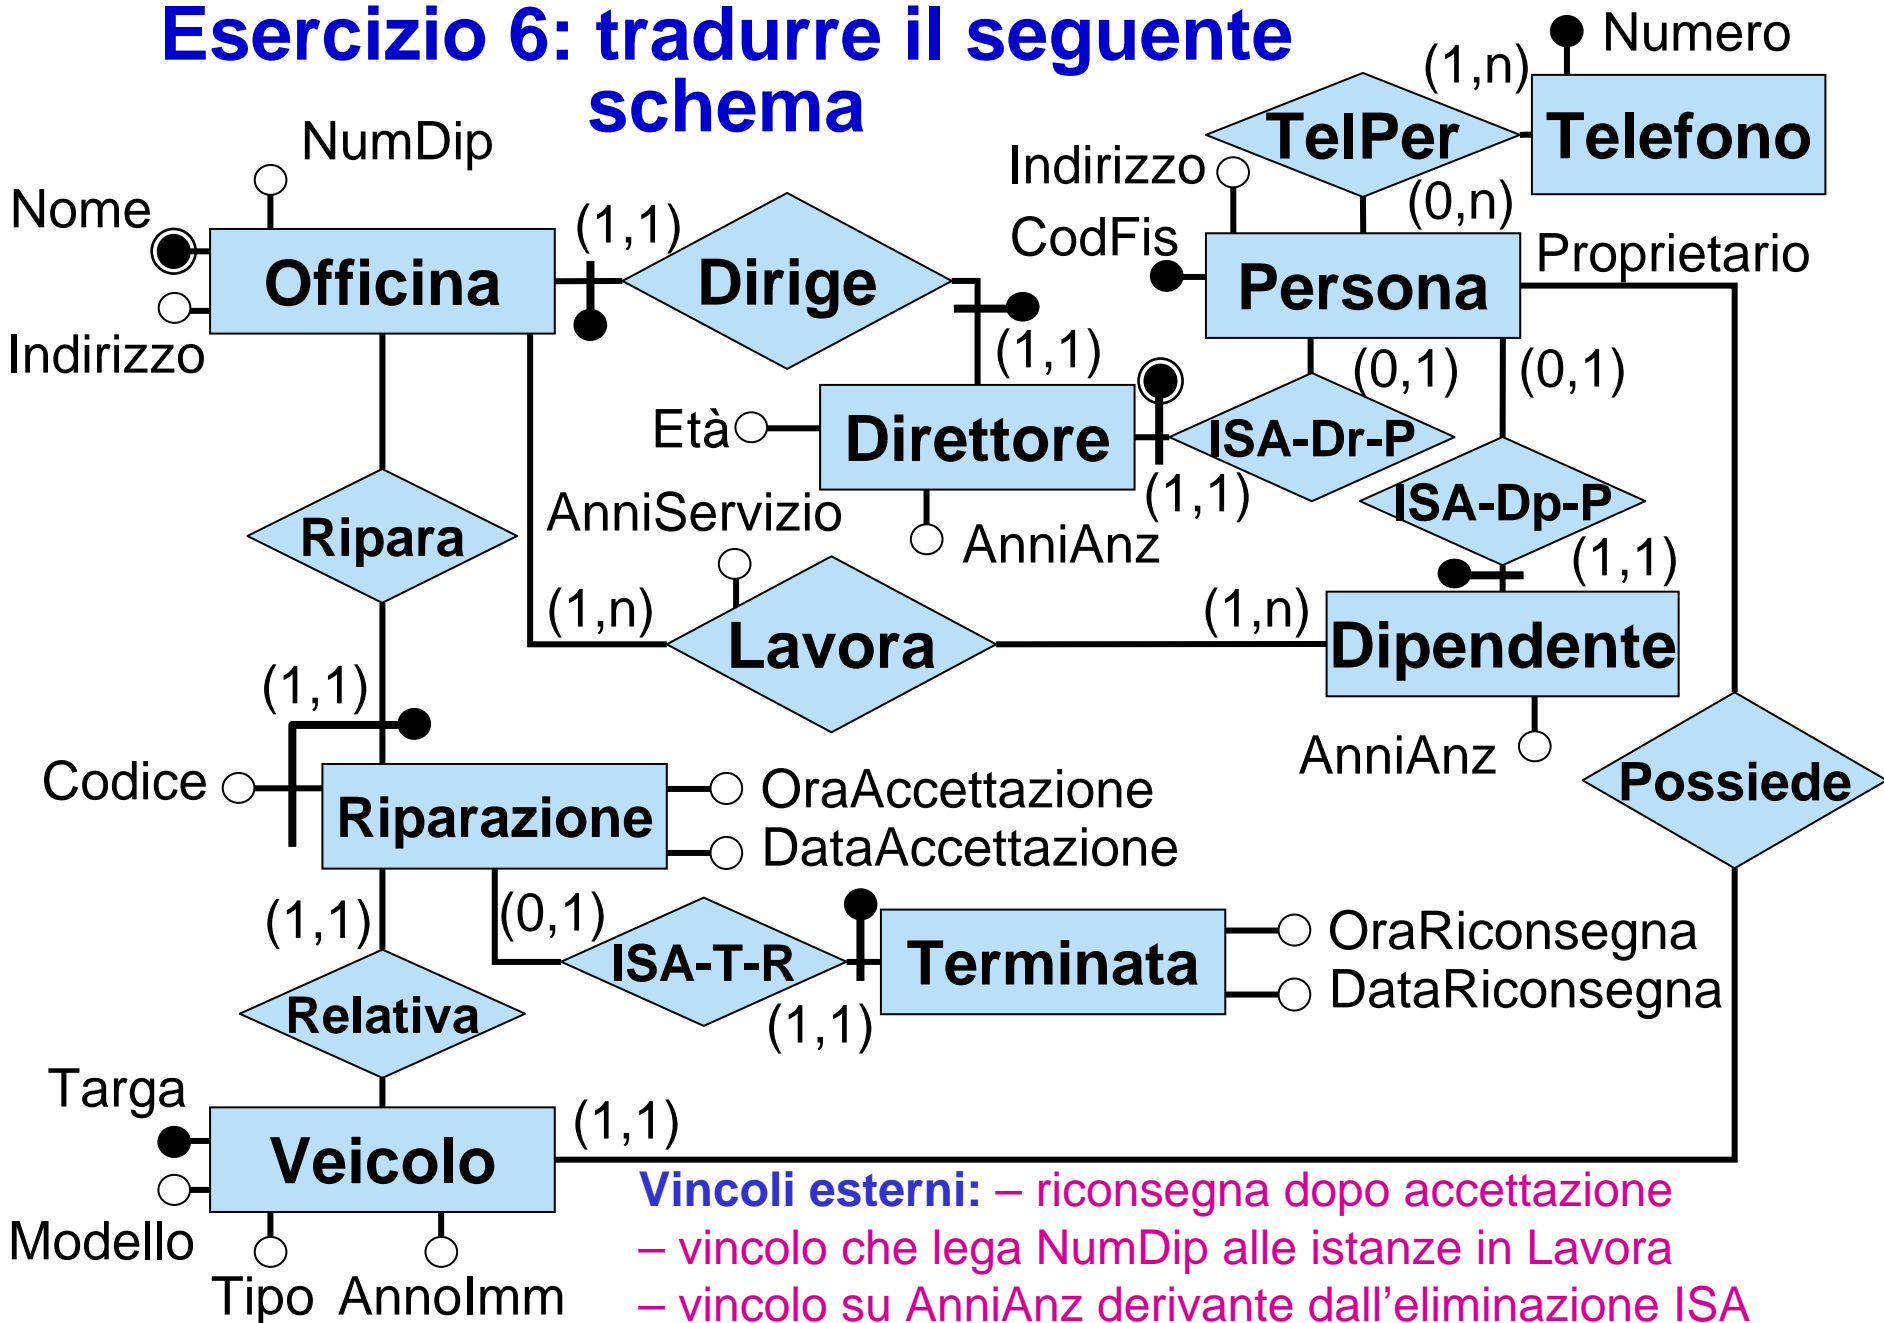 Esercizio 6: tradurre il seguente
schema
Numero
(1,n)
TelPer
Telefono
NumDip
Indirizzo
(0,n)
Nome
(1,1)
CodFis
Proprietario
Officina
Dirige
Persona
Indirizzo
(1,1)
(0,1)
(0,1)
Età
Direttore
ISA-Dr-P
(1,1)
AnniServizio
AnniAnz
ISA-Dp-P
Ripara
(1,1)
(1,n)
(1,n)
Lavora
Dipendente
(1,1)
AnniAnz
Codice
OraAccettazione
Possiede
Riparazione
DataAccettazione
(1,1)
(0,1)
OraRiconsegna
ISA-T-R
Terminata
DataRiconsegna
Relativa
(1,1)
Targa
(1,1)
Veicolo
Vincoli esterni: – riconsegna dopo accettazione
Modello
– vincolo che lega NumDip alle istanze in Lavora
Tipo
AnnoImm
– vincolo su AnniAnz derivante dall'eliminazione ISA